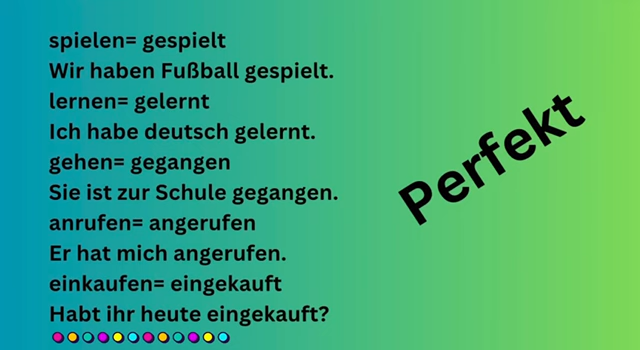 spielen= gespielt
Wir haben Fußball gespielt.
lernen= gelernt
Ich habe deutsch gelernt.
gehen= gegangen
Sie ist zur Schule gegangen.
anrufen= angerufen
Er hat mich angerufen.
einkaufen= eingekauft
Habt ihr heute eingekauft?
Perfekt